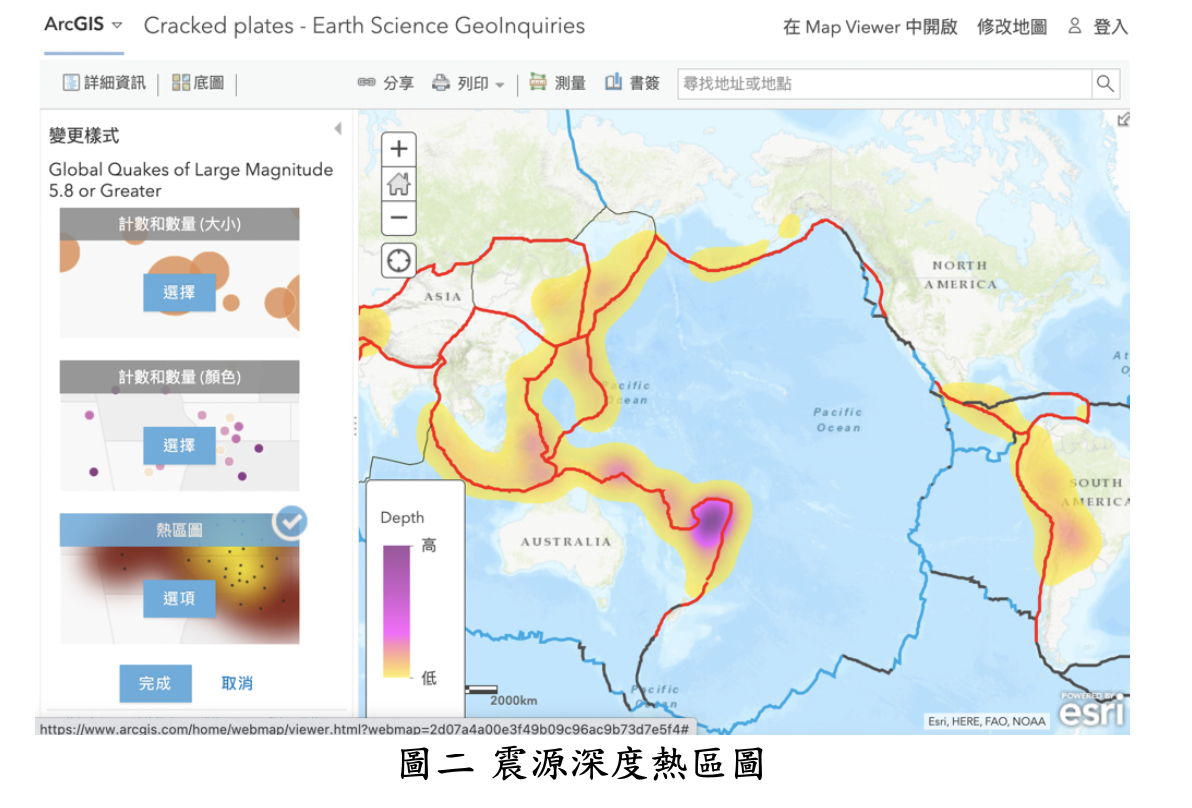 ArcGIS Cracked plates - Earth Science GeoInquiries
在 Map Viewer 中開啟 修改地圖 登入
詳細資訊 底圖 分享 列印 測量 書簽 尋找地址或地點
變更樣式
Global Quakes of Large Magnitude
5.8 or Greater
計數和數量 (大小)
選擇
計數和數量 (顏色)
選擇
熱區圖
選項
完成 取消
https://www.arcgis.com/home/webmap/viewer.html?webmap=2d07a4a00e3f49b09c96ac9b73d7e5f4#
ASIA
NORTH
AMERICA
Pacific
Ocean
Pacific
Ocean
SOUTH
AMERICA
AUSTRALIA
Depth
高
低
2000km
Pacific
Ocean
Esri, HERE, FAO, NOAA
POWERED BY
esri
圖二 震源深度熱區圖